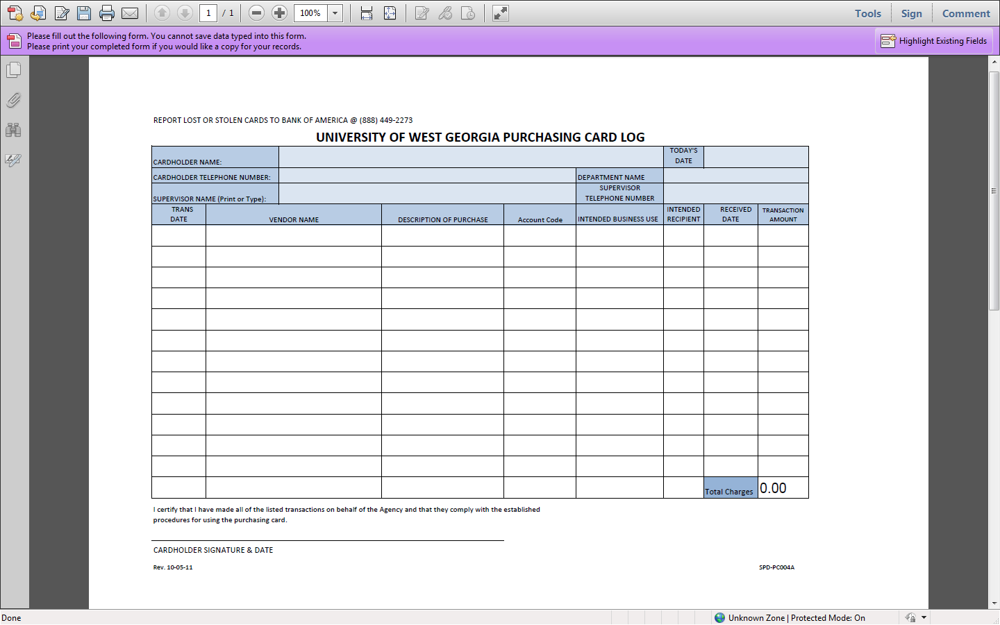 1 / 1 100% Tools Sign Comment
Please fill out the following form. You cannot save data typed into this form.
Please print your completed form if you would like a copy for your records.
Highlight Existing Fields
REPORT LOST OR STOLEN CARDS TO BANK OF AMERICA @ (888) 449-2273
UNIVERSITY OF WEST GEORGIA PURCHASING CARD LOG
CARDHOLDER NAME:
TODAY'S
DATE
CARDHOLDER TELEPHONE NUMBER:
DEPARTMENT NAME
SUPERVISOR NAME (Print or Type):
SUPERVISOR
TELEPHONE NUMBER
TRANS
DATE
VENDOR NAME
DESCRIPTION OF PURCHASE
Account Code
INTENDED BUSINESS USE
INTENDED
RECIPIENT
RECEIVED
DATE
TRANSACTION
AMOUNT
Total Charges
0.00
I certify that I have made all of the listed transactions on behalf of the Agency and that they comply with the established
procedures for using the purchasing card.
CARDHOLDER SIGNATURE & DATE
Rev. 10-05-11
SPD-PC004A
Done
Unknown Zone | Protected Mode: On